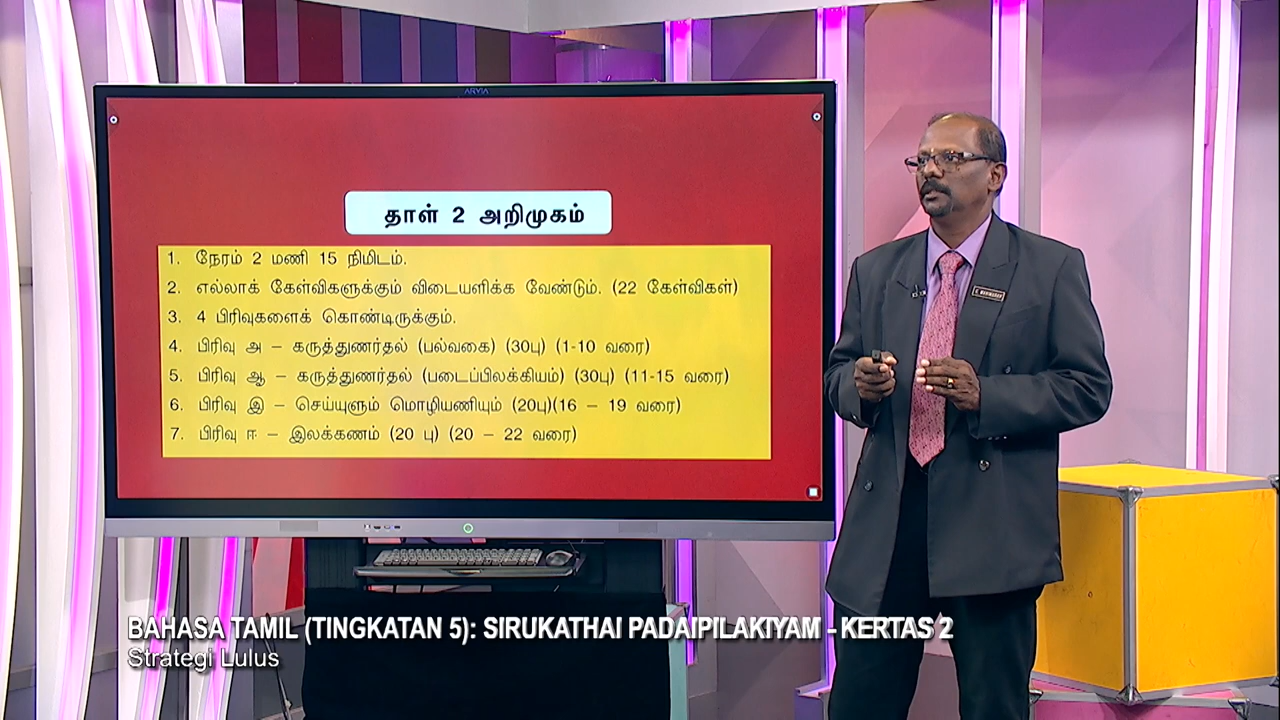 ARVIA
தாள் 2 அறிமுகம்
1. நேரம் 2 மணி 15 நிமிடம்.
2. எல்லாக் கேள்விகளுக்கும் விடையளிக்க வேண்டும். (22 கேள்விகள்)
3. 4 பிரிவுகளைக் கொண்டிருக்கும்.
4. பிரிவு அ – கருத்துணர்தல் (பல்வகை) (30பு) (1-10 வரை)
5. பிரிவு ஆ – கருத்துணர்தல் (படைப்பிலக்கியம்) (30பு) (11-15 வரை)
6. பிரிவு இ – செய்யுளும் மொழியணியும் (20பு)(16 – 19 வரை)
7. பிரிவு ஈ – இலக்கணம் (20 பு) (20 – 22 வரை)
BAHASA TAMIL (TINGKATAN 5): SIRUKATHAI PADAIPILAKIYAM - KERTAS 2
Strategi Lulus